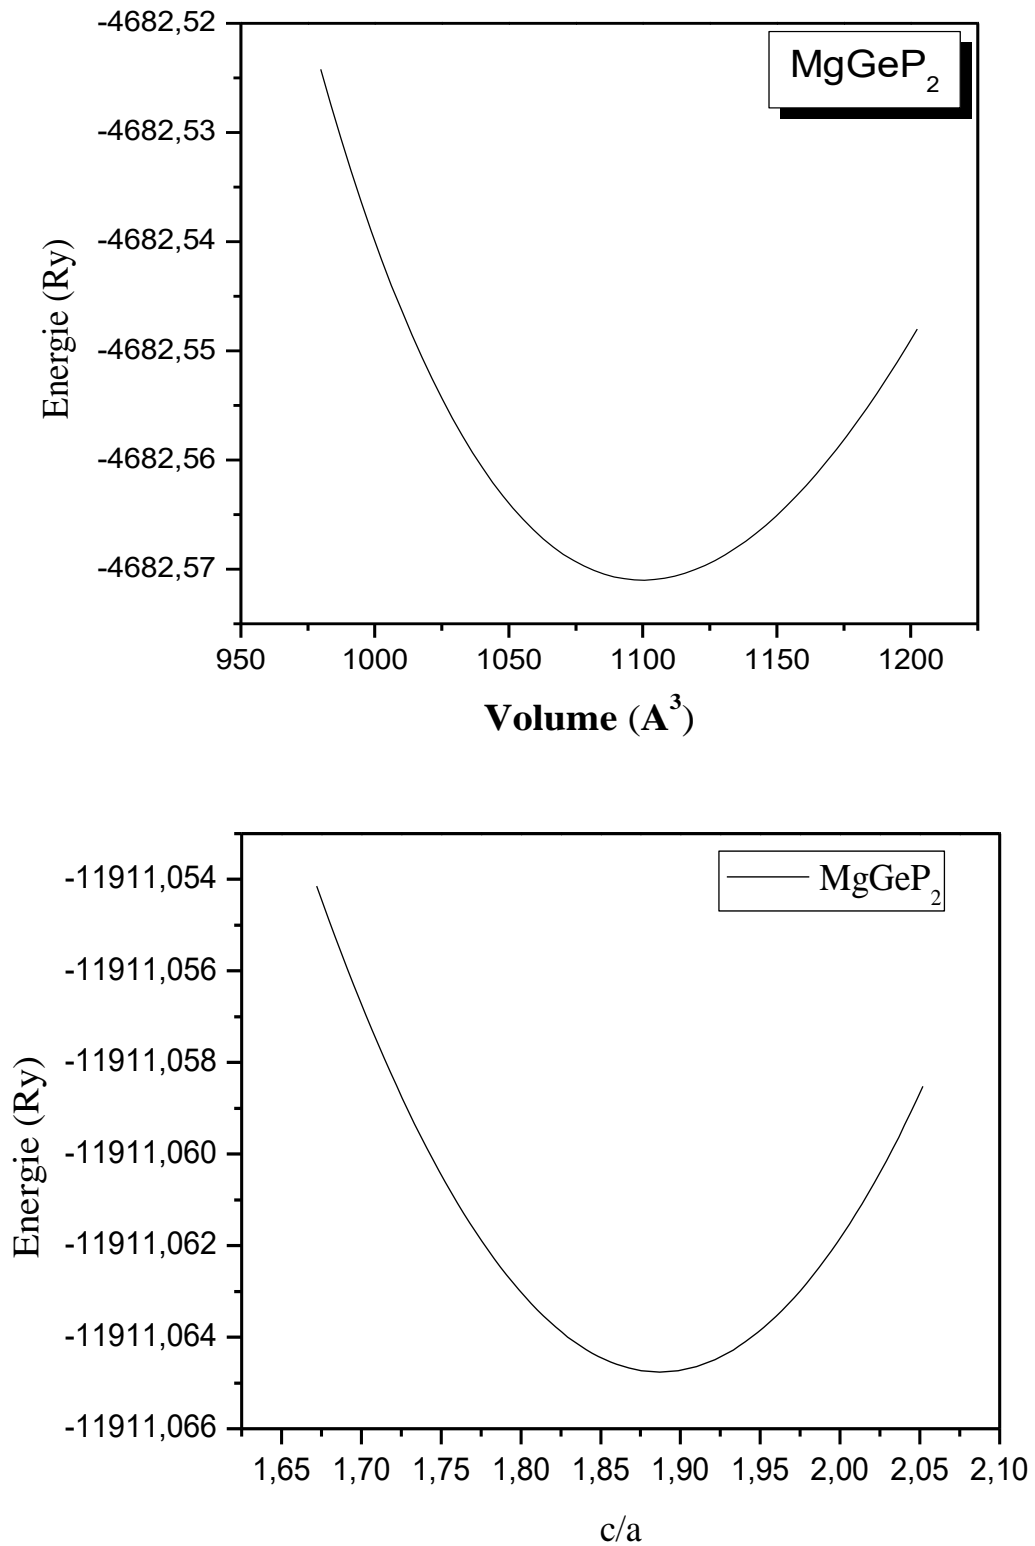 MgGeP₂
-4682,52
-4682,53
-4682,54
-4682,55
-4682,56
-4682,57
Energie (Ry)
950 1000 1050 1100 1150 1200
Volume (A³)
MgGeP₂
-11911,054
-11911,056
-11911,058
-11911,060
-11911,062
-11911,064
-11911,066
Energie (Ry)
1,65 1,70 1,75 1,80 1,85 1,90 1,95 2,00 2,05 2,10
c/a